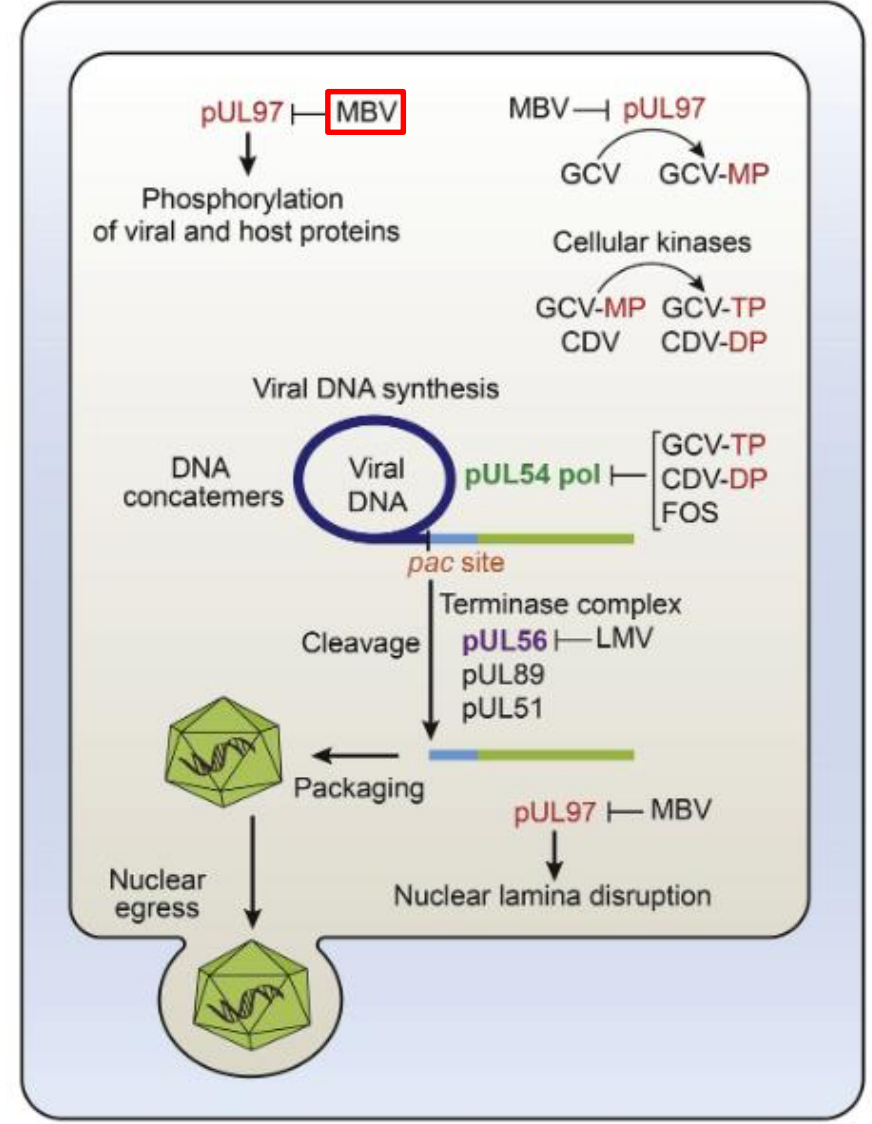 pUL97 MBV
Phosphorylation
of viral and host proteins
MBV pUL97
GCV GCV-MP
Cellular kinases
GCV-MP GCV-TP
CDV CDV-DP
Viral DNA synthesis
DNA
concatemers
Viral
DNA
pUL54 pol
GCV-TP
CDV-DP
FOS
pac site
Terminase complex
Cleavage
pUL56 LMV
pUL89
pUL51
Packaging
pUL97 MBV
Nuclear lamina disruption
Nuclear
egress